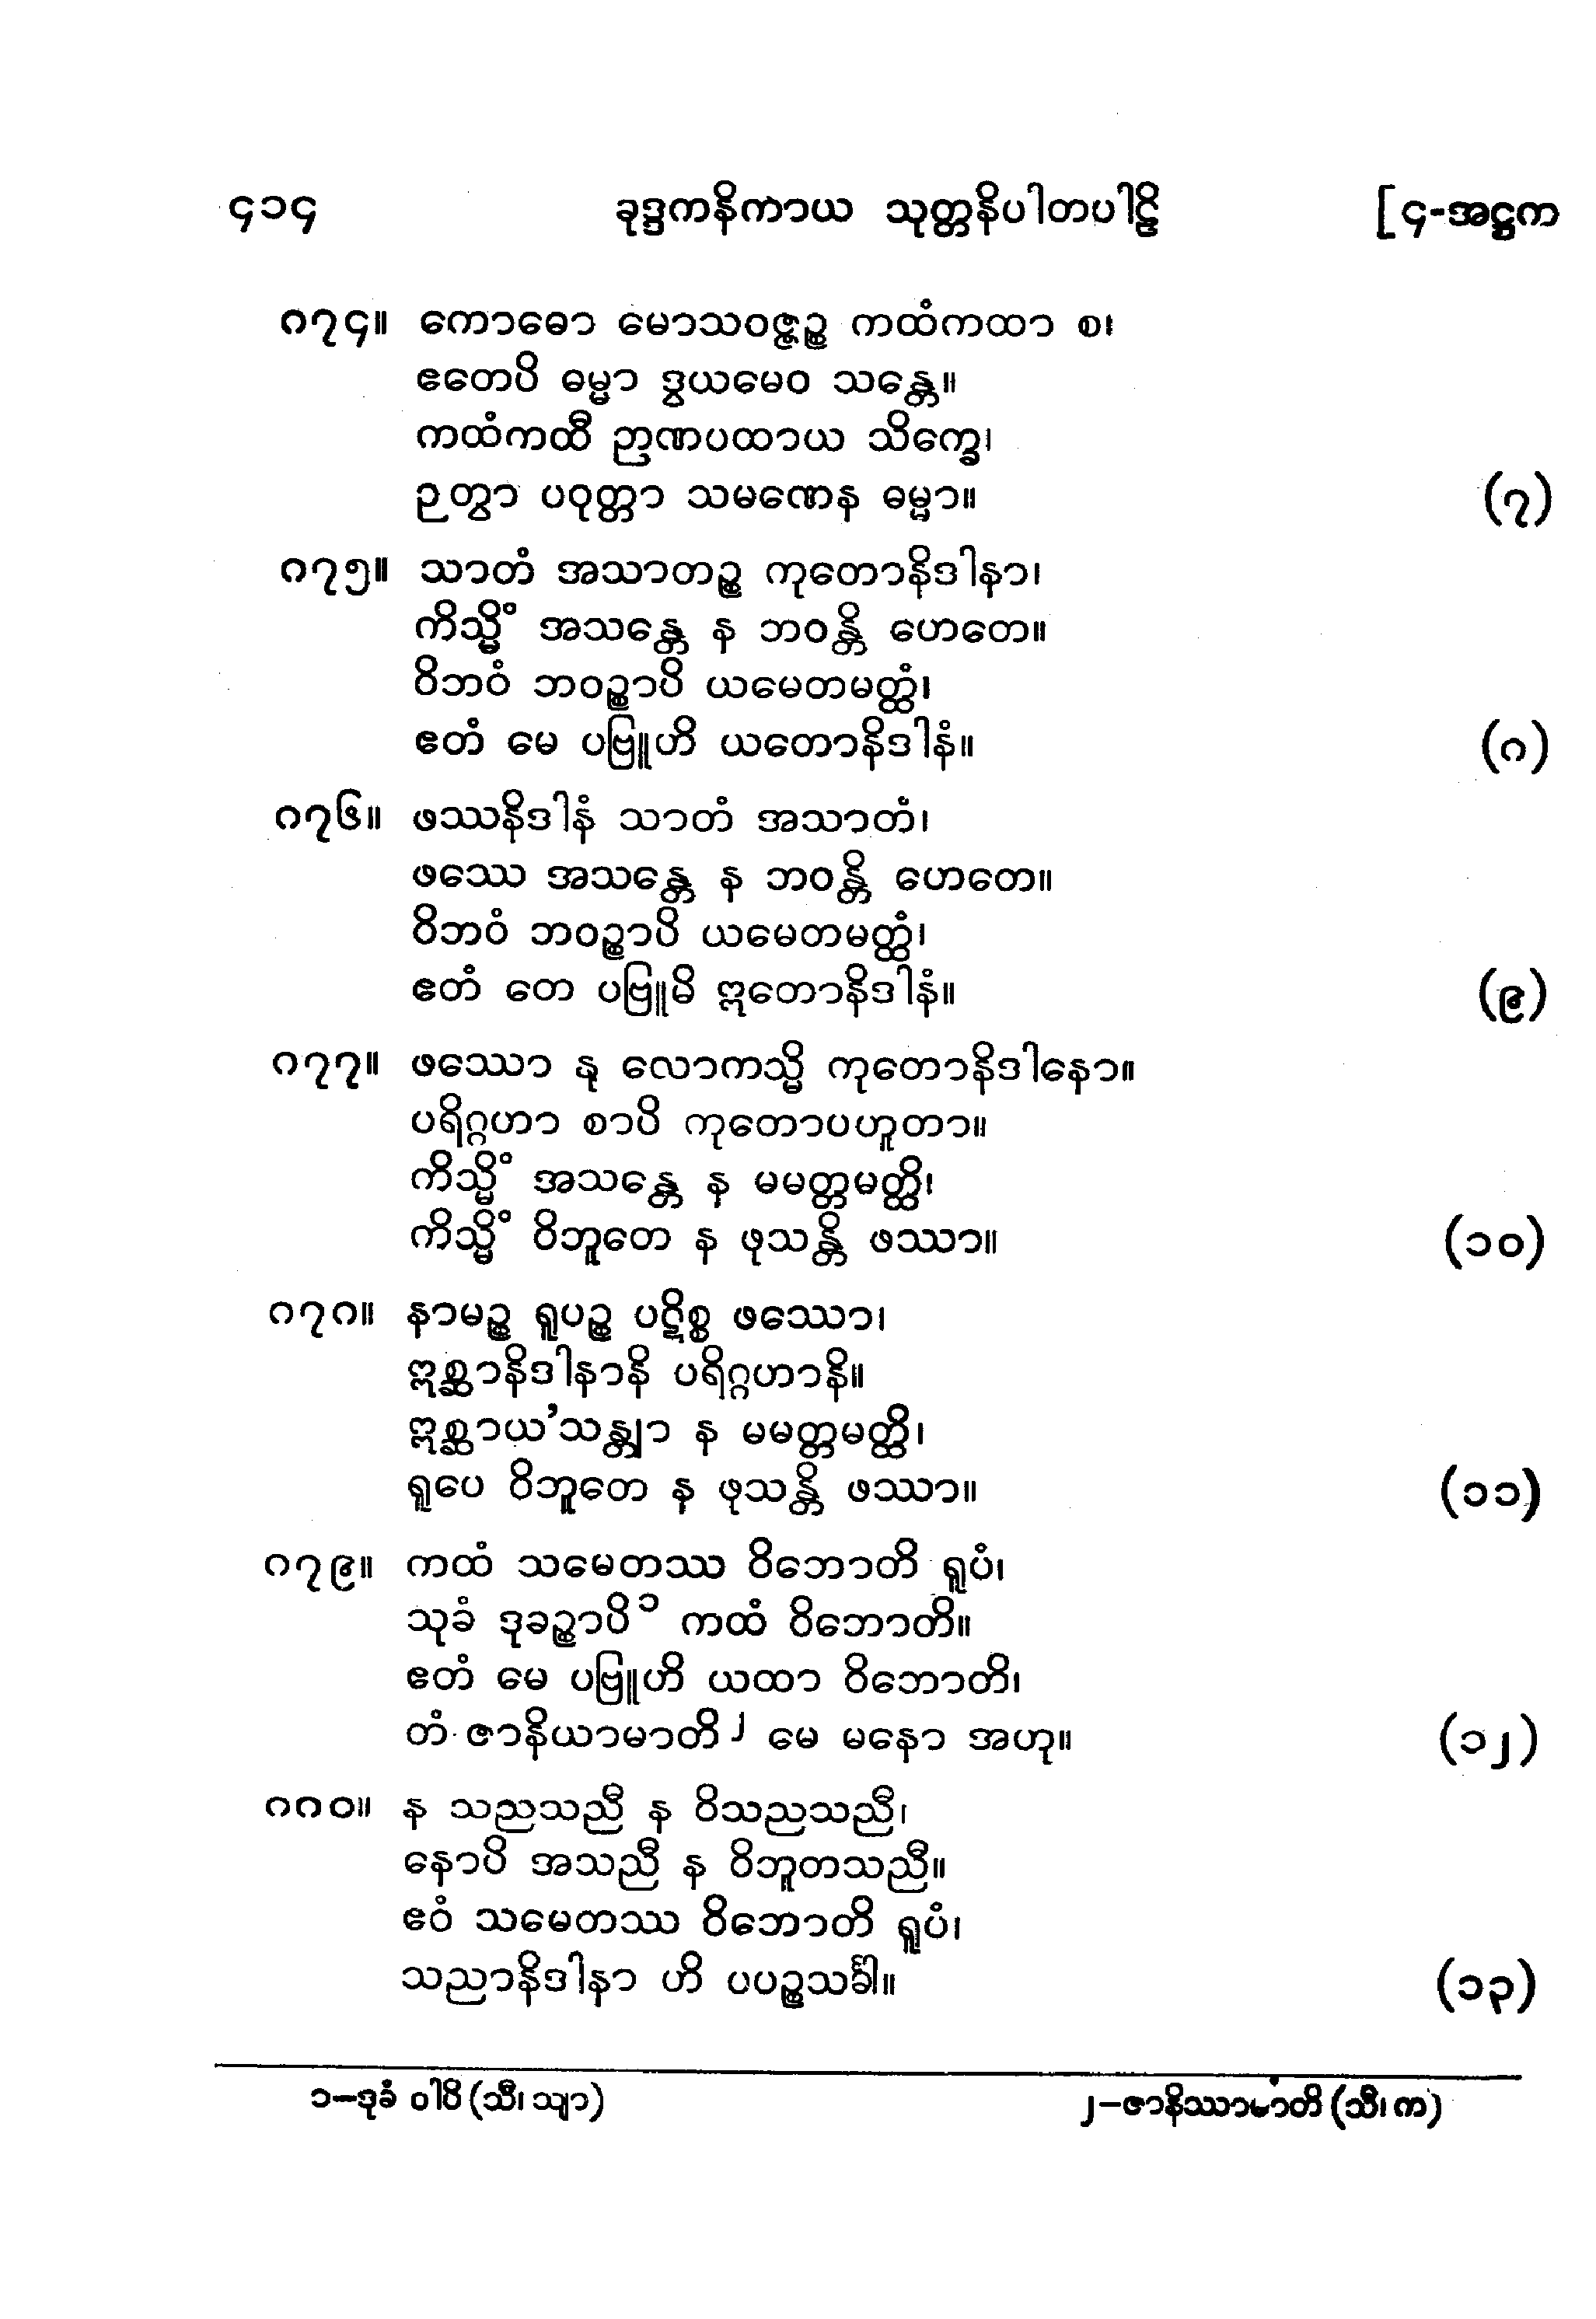 ၄၁၄ ခုဒ္ဒကနိကာယ သုတ္တနိပါတပါဠိ [၄-အဋ္ဌက
၈၇၄။ ကောဓော မောသဝဇ္ဇဉ္စ ကထံကထာ စ၊
ဧတေပိ ဓမ္မာ ဒွယမေဝ သန္တေ။
ကထံကထီ ဉာဏပထာယ သိက္ခေ၊
ဉတွာ ပဝုတ္တာ သမဏေန ဓမ္မာ။ (၇)
၈၇၅။ သာတံ အသာတဉ္စ ကုတောနိဒါနာ၊
ကိသ္မိံ အသန္တေ န ဘဝန္တိ ဟေတေ။
ဝိဘဝံ ဘဝဉ္စာပိ ယမေတမတ္ထံ၊
ဧတံ မေ ပဗြူဟိ ယတောနိဒါနံ။ (၈)
၈၇၆။ ဖဿနိဒါနံ သာတံ အသာတံ၊
ဖဿေ အသန္တေ န ဘဝန္တိ ဟေတေ။
ဝိဘဝံ ဘဝဉ္စာပိ ယမေတမတ္ထံ၊
ဧတံ တေ ပဗြူမိ ဣတောနိဒါနံ။ (၉)
၈၇၇။ ဖဿော နု လောကသ္မိ ကုတောနိဒါနော။
ပရိဂ္ဂဟာ စာပိ ကုတောပဟူတာ။
ကိသ္မိံ အသန္တေ န မမတ္တမတ္ထိ၊
ကိသ္မိံ ဝိဘူတေ န ဖုသန္တိ ဖဿာ။ (၁၀)
၈၇၈။ နာမဉ္စ ရူပဉ္စ ပဋိစ္စ ဖဿော၊
ဣစ္ဆာနိဒါနာနိ ပရိဂ္ဂဟာနိ။
ဣစ္ဆာယ’သန္တျာ န မမတ္တမတ္ထိ၊
ရူပေ ဝိဘူတေ န ဖုသန္တိ ဖဿာ။ (၁၁)
၈၇၉။ ကထံ သမေတဿ ဝိဘောတိ ရူပံ၊
သုခံ ဒုခဉ္စာပိ၁ ကထံ ဝိဘောတိ။
ဧတံ မေ ပဗြူဟိ ယထာ ဝိဘောတိ၊
တံ ဇာနိယာမာတိ၂ မေ မနော အဟု။ (၁၂)
၈၈၀။ န သညသညီ န ဝိသညသညီ၊
နောပိ အသညီ န ဝိဘူတသညီ။
ဧဝံ သမေတဿ ဝိဘောတိ ရူပံ၊
သညာနိဒါနာ ဟိ ပပဉ္စသင်္ခါ။ (၁၃)
၁–ဒုခံ ဝါပိ (သီ၊ သျာ) ၂–ဇာနိဿာမာတိ (သီ၊ က)